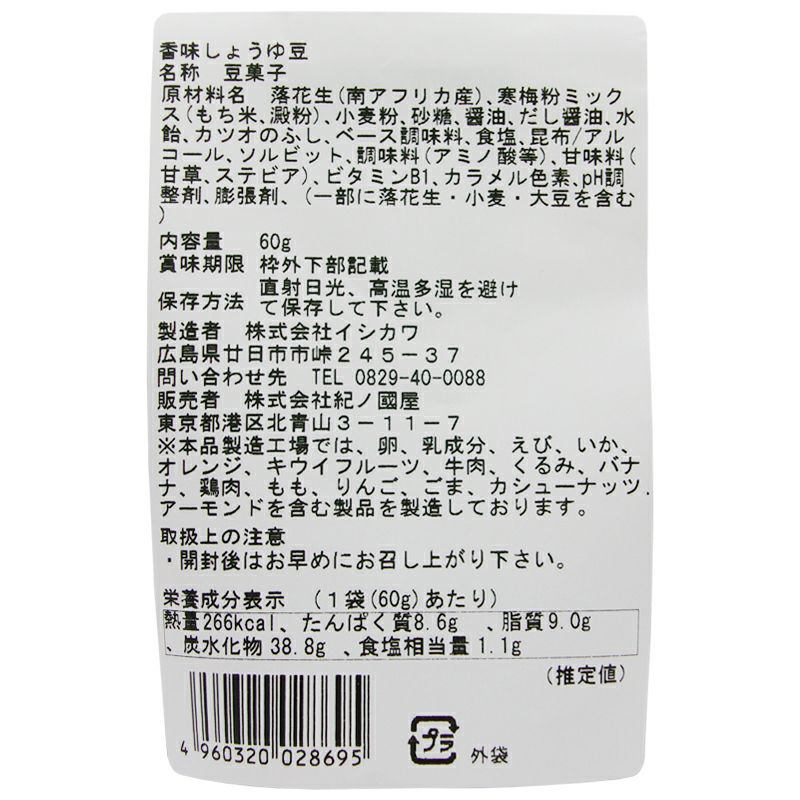 香味しょうゆ豆
名称　豆菓子
原材料名　落花生(南アフリカ産)、寒梅粉ミック
ス(もち米、澱粉)、小麦粉、砂糖、醤油、だし醤油、水
飴、カツオのふし、ベース調味料、食塩、昆布/アル
コール、ソルビット、調味料(アミノ酸等)、甘味料(
甘草、ステビア)、ビタミンB1、カラメル色素、pH調
整剤、膨張剤、(一部に落花生・小麦・大豆を含む
)
内容量　60g
賞味期限　枠外下部記載
保存方法　直射日光、高温多湿を避け
て保存して下さい。
製造者　株式会社イシカワ
広島県廿日市市峠２４５－３７
問い合わせ先　TEL 0829-40-0088
販売者　株式会社紀ノ國屋
東京都港区北青山３－１１－７
※本品製造工場では、卵、乳成分、えび、いか、
オレンジ、キウイフルーツ、牛肉、くるみ、バナ
ナ、鶏肉、もも、りんご、ごま、カシューナッツ、
アーモンドを含む製品を製造しております。
取扱上の注意
・開封後はお早めにお召し上がり下さい。
栄養成分表示　(１袋(60g)あたり)
熱量266kcal、たんぱく質8.6g　、脂質9.0g
、炭水化物 38.8g、食塩相当量 1.1g
(推定値)
4 960320 028695
プラ 外袋